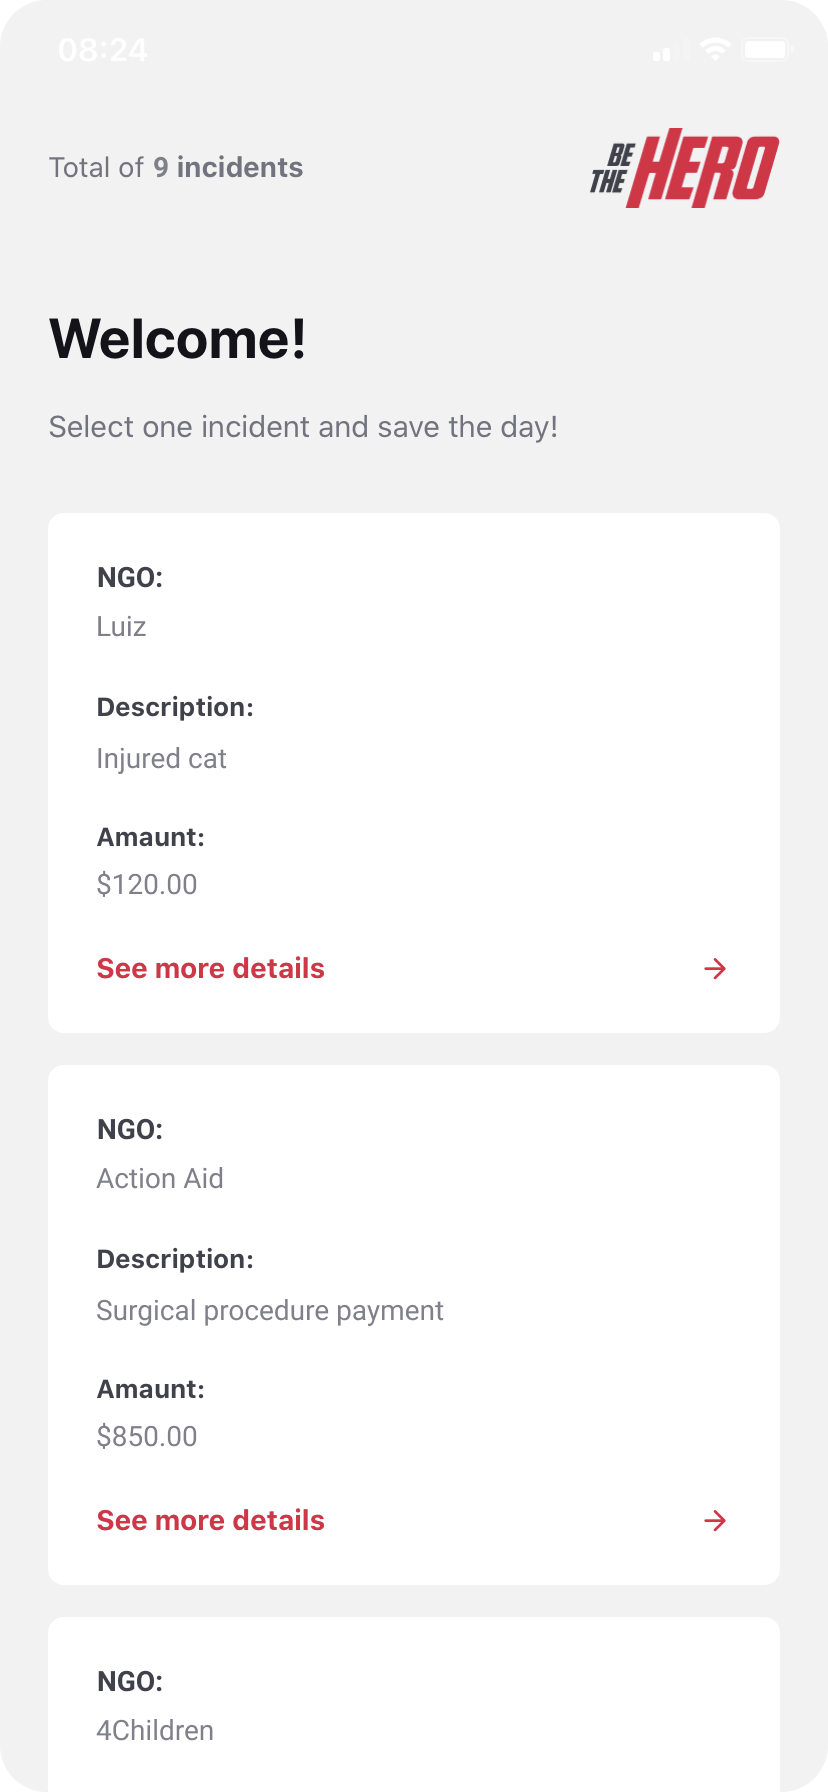 08:24
Total of 9 incidents
BE
THE
HERO
Welcome!
Select one incident and save the day!
NGO:
Luiz
Description:
Injured cat
Amaunt:
$120.00
See more details
NGO:
Action Aid
Description:
Surgical procedure payment
Amaunt:
$850.00
See more details
NGO:
4Children